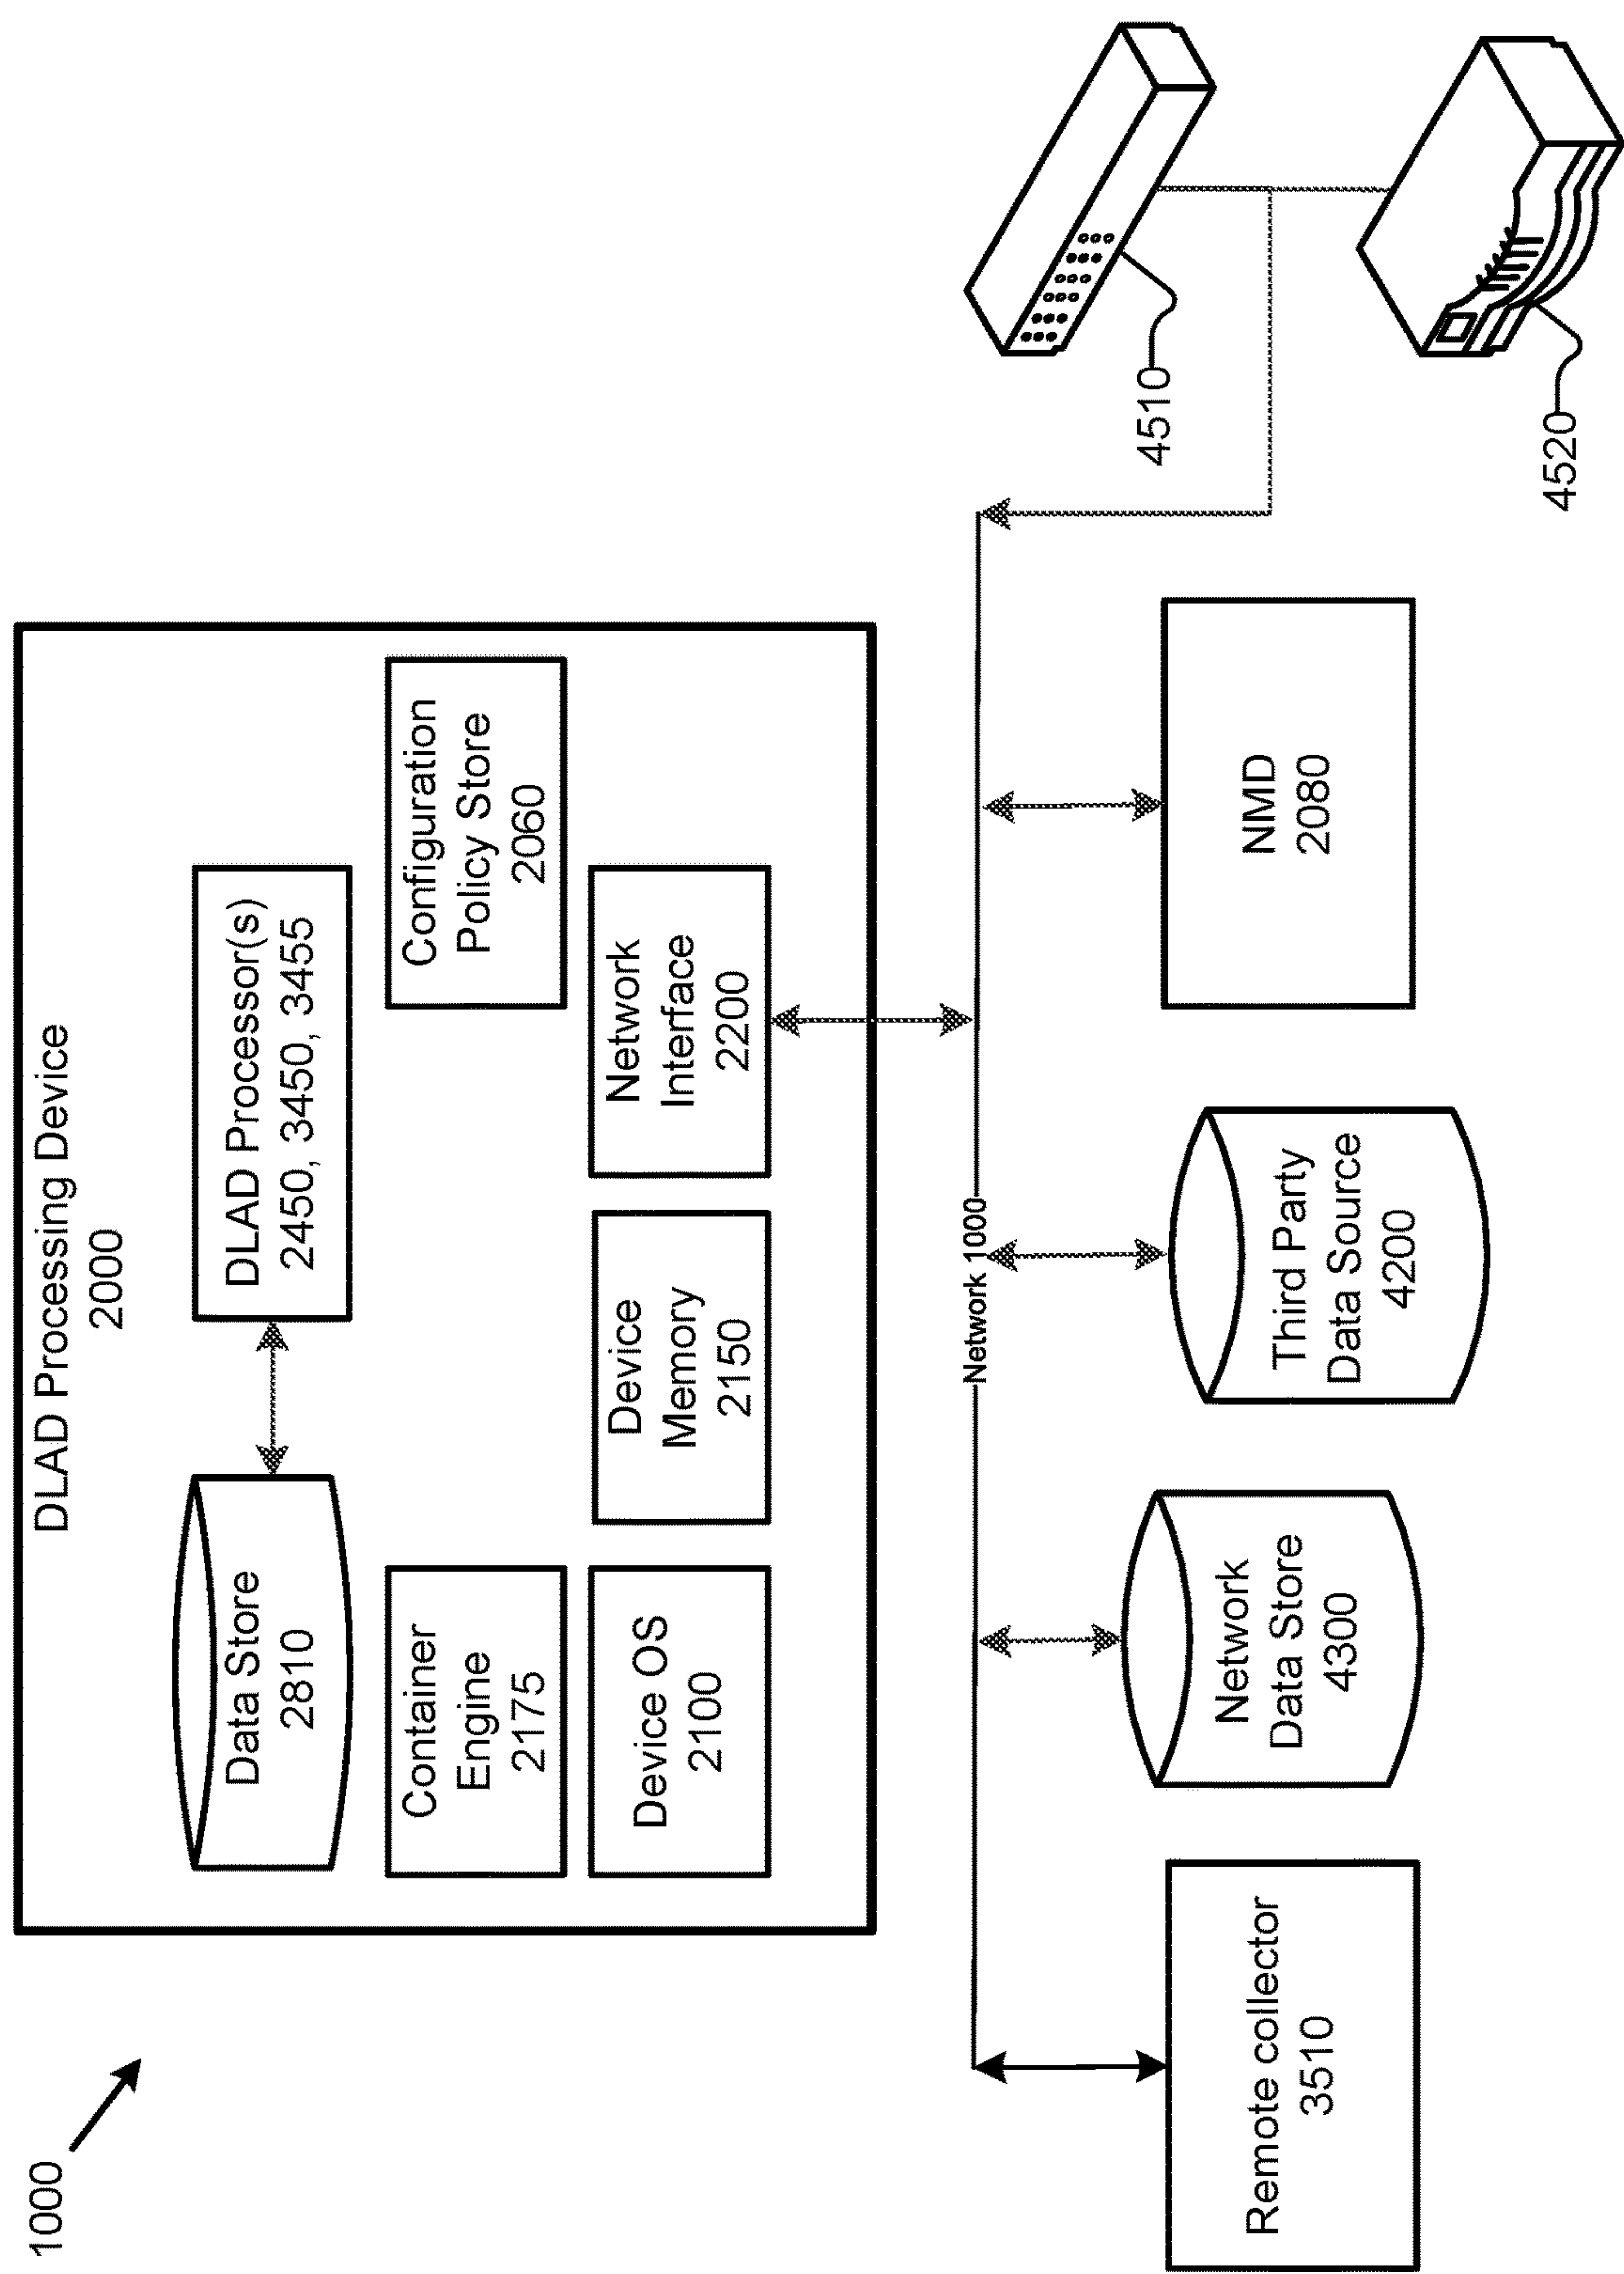 1000
DLAD Processing Device
2000
Data Store
2810
DLAD Processor(s)
2450, 3450, 3455
Container
Engine
2175
Configuration
Policy Store
2060
Device OS
2100
Device
Memory
2150
Network
Interface
2200
Network 1000
Remote collector
3510
Network
Data Store
4300
Third Party
Data Source
4200
NMD
2080
4510
4520